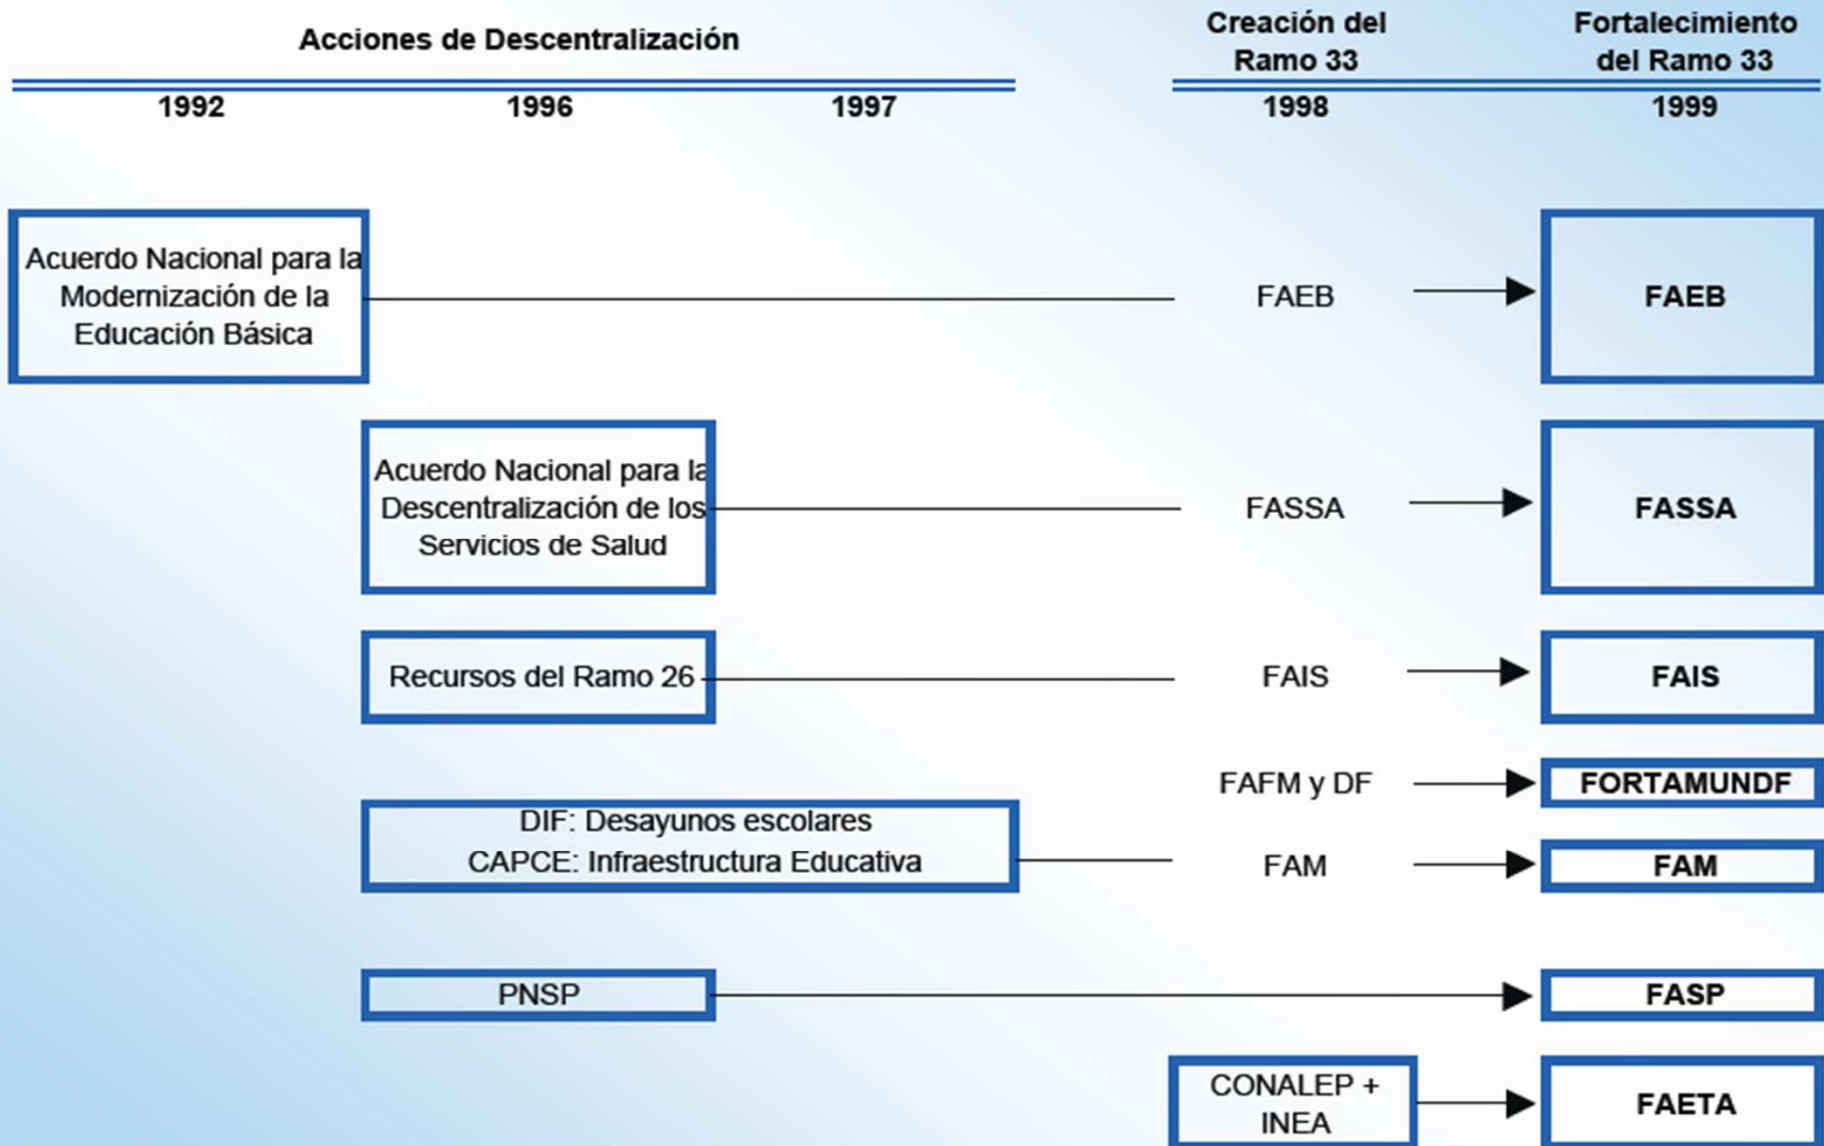 Acciones de Descentralización
Creación del
Ramo 33
Fortalecimiento
del Ramo 33
1992
1996
1997
1998
1999
Acuerdo Nacional para la
Modernización de la
Educación Básica
FAEB
FAEB
Acuerdo Nacional para la
Descentralización de los
Servicios de Salud
FASSA
FASSA
Recursos del Ramo 26
FAIS
FAIS
FAFM y DF
FORTAMUNDF
DIF: Desayunos escolares
CAPCE: Infraestructura Educativa
FAM
FAM
PNSP
FASP
CONALEP +
INEA
FAETA